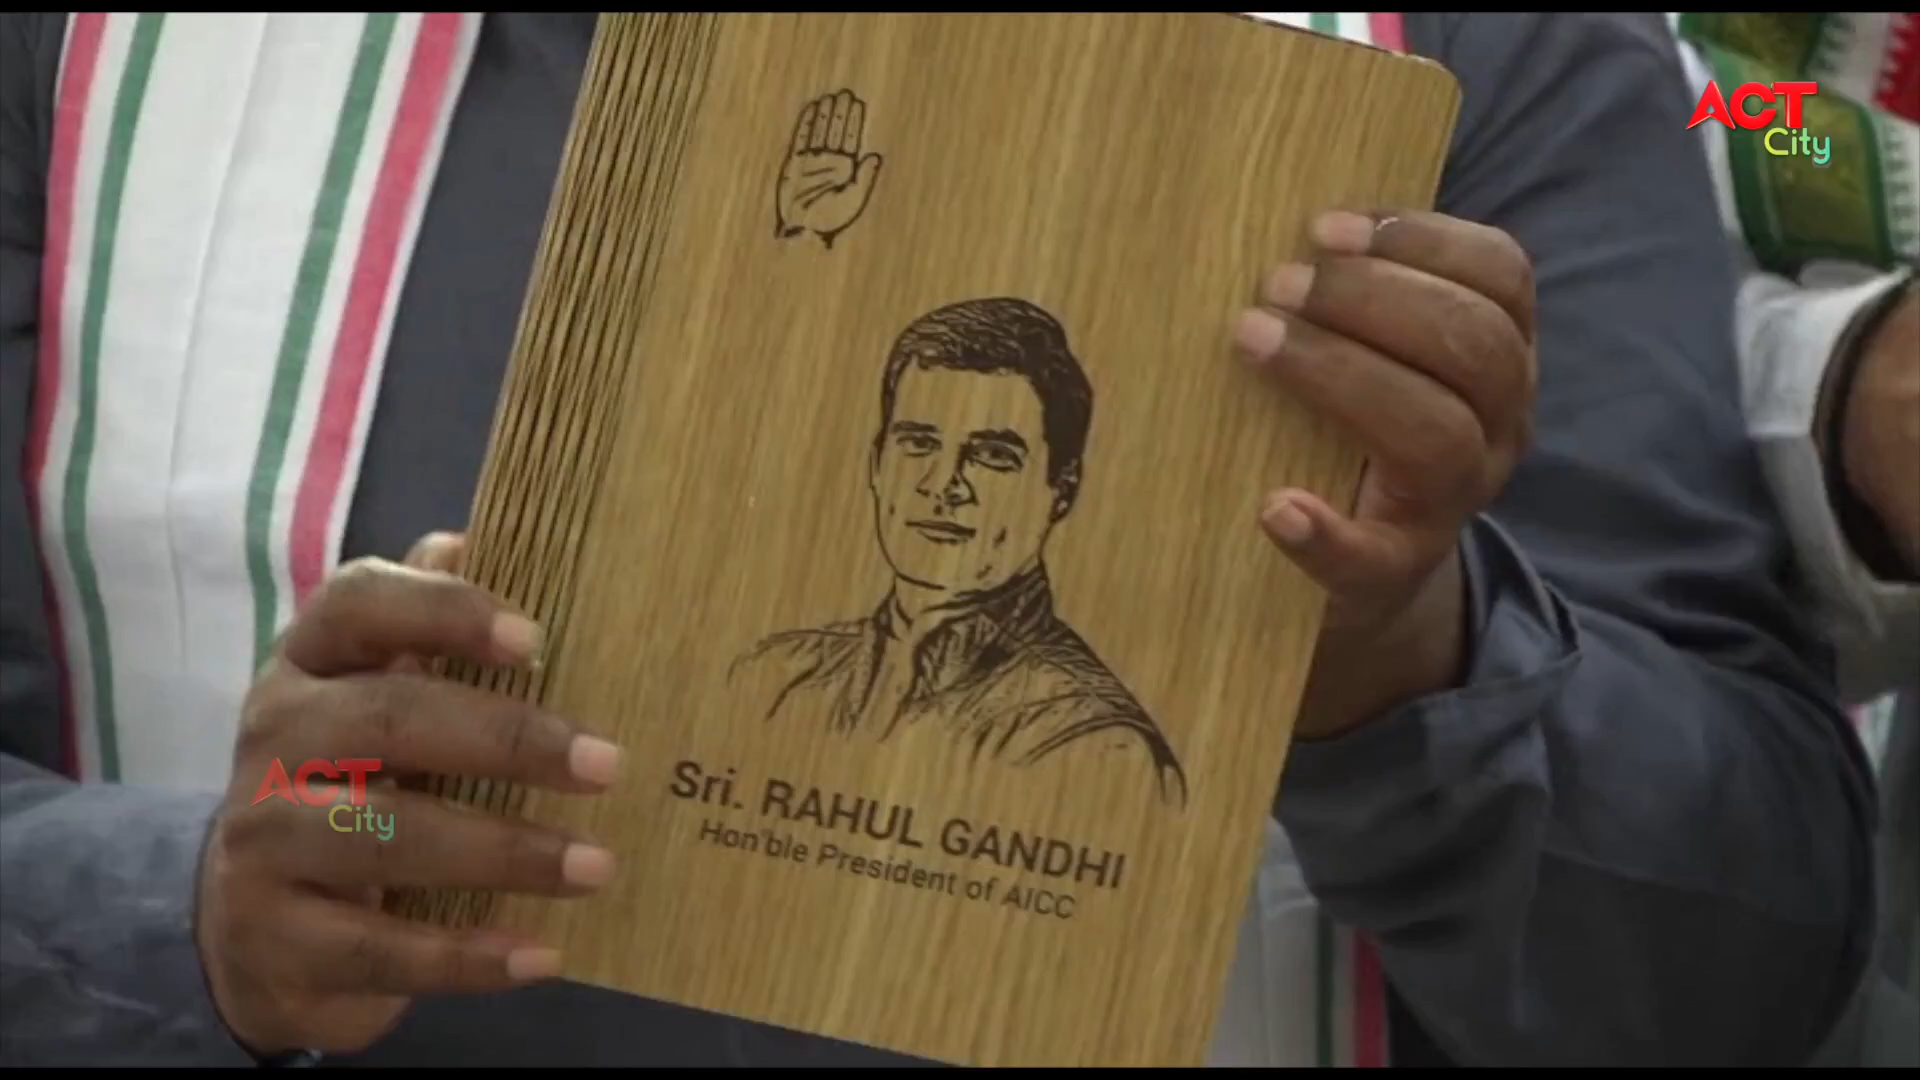 ACT
City
Sri. RAHUL GANDHI
Hon'ble President of AICC
ACT
City